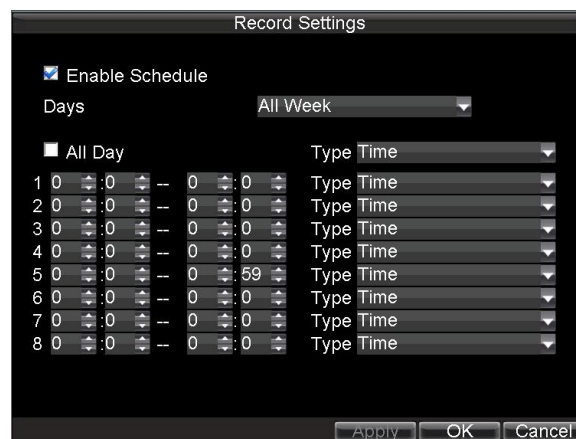 Record Settings
Enable Schedule
Days All Week
All Day Type Time
1 0 :0 -- 0 :0 Type Time
2 0 :0 -- 0 :0 Type Time
3 0 :0 -- 0 :0 Type Time
4 0 :0 -- 0 :0 Type Time
5 0 :0 -- 0 :59 Type Time
6 0 :0 -- 0 :0 Type Time
7 0 :0 -- 0 :0 Type Time
8 0 :0 -- 0 :0 Type Time
Apply OK Cancel